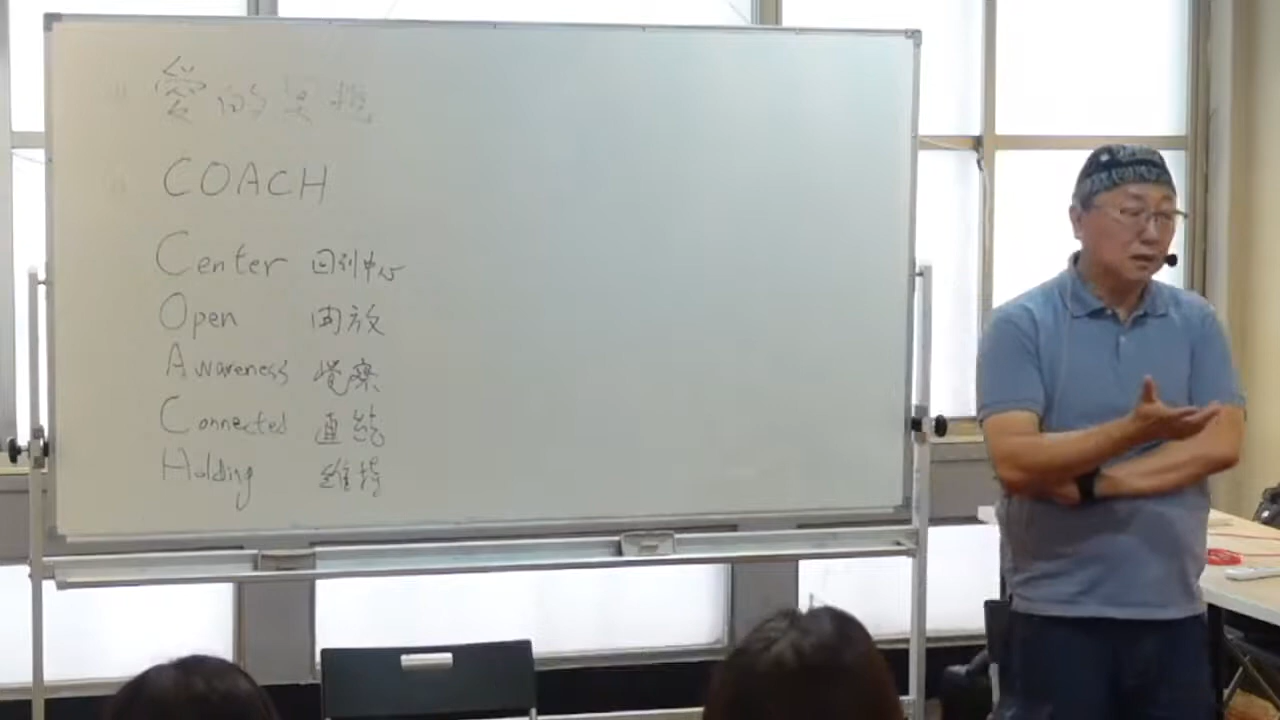 愛的
COACH
Center 回到中心
Open 開放
Awareness 覺察
Connected 連結
Holding 維持